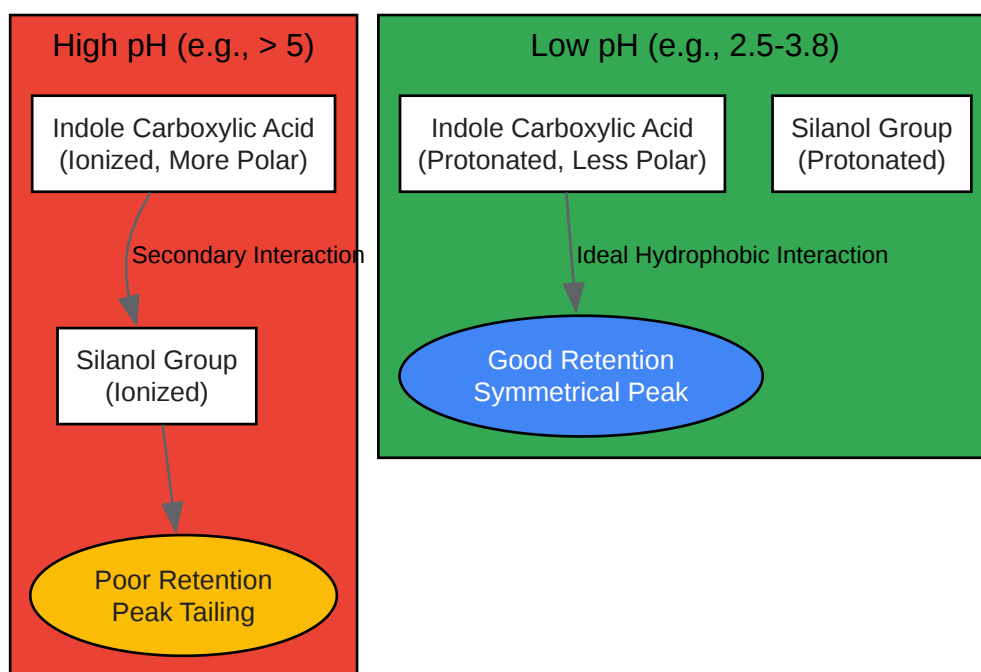 High pH (e.g., > 5)
Indole Carboxylic Acid
(Ionized, More Polar)
Secondary Interaction
Silanol Group
(Ionized)
Poor Retention
Peak Tailing
Low pH (e.g., 2.5-3.8)
Indole Carboxylic Acid
(Protonated, Less Polar)
Silanol Group
(Protonated)
Ideal Hydrophobic Interaction
Good Retention
Symmetrical Peak